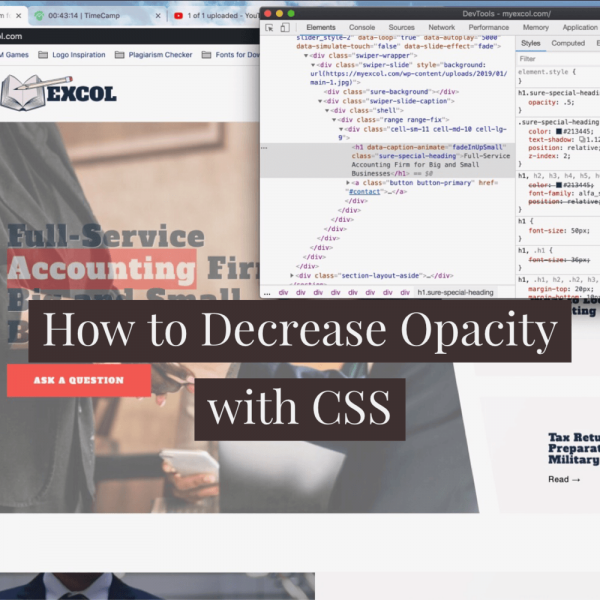 00:43:14 | TimeCamp
1 of 1 uploaded - You
col.com
M Games
Logo Inspiration
Plagiarism Checker
Fonts for Do
EXCOL
Full-Service
Accounting Fir
Big and Small
ASK A QUESTION
DevTools - myexcol.com/
Elements Console Sources Network Performance Memory Application
slider_style-2" data-loop="true" data-autoplay="5000"
data-simulate-touch="false" data-slide-effect="fade">
▼<div class="swiper-wrapper">
▼<div class="swiper-slide" style="background:
url(https://myexcol.com/wp-content/uploads/2019/01/
main-1.jpg)">
<div class="sure-background"></div>
▼<div class="swiper-slide-caption">
▼<div class="shell">
▼<div class="range range-fix">
▼<div class="cell-sm-11 cell-md-10 cell-lg-
9">
<h1 data-caption-animate="fadeInUpSmall"
class="sure-special-heading">Full-Service
Accounting Firm for Big and Small
Businesses</h1> == $0
▶<a class="button button-primary" href=
"#contact">…</a>
</div>
</div>
</div>
</div>
</div>
</div>
▶<div class="section-layout-aside">…</div>
... div div div div div div div h1.sure-special-heading
Styles Computed
Filter
element.style {
}
h1.sure-special-heading
opacity: .5;
}
.sure-special-heading
color: #213445;
text-shadow: 1.12
position: relative;
z-index: 2;
}
h1, h2, h3, h4, h5, h
color: #213445;
font-family: alfa_s
position: relative;
}
h1 {
font-size: 50px;
}
h1, .h1 {
font-size: 36px;
}
h1, .h1, .h2, h2, h3,
margin-top: 20px;
margin-bottom: 10px
How to Decrease Opacity
with CSS
Tax Retu
Preparat
Military
Read →